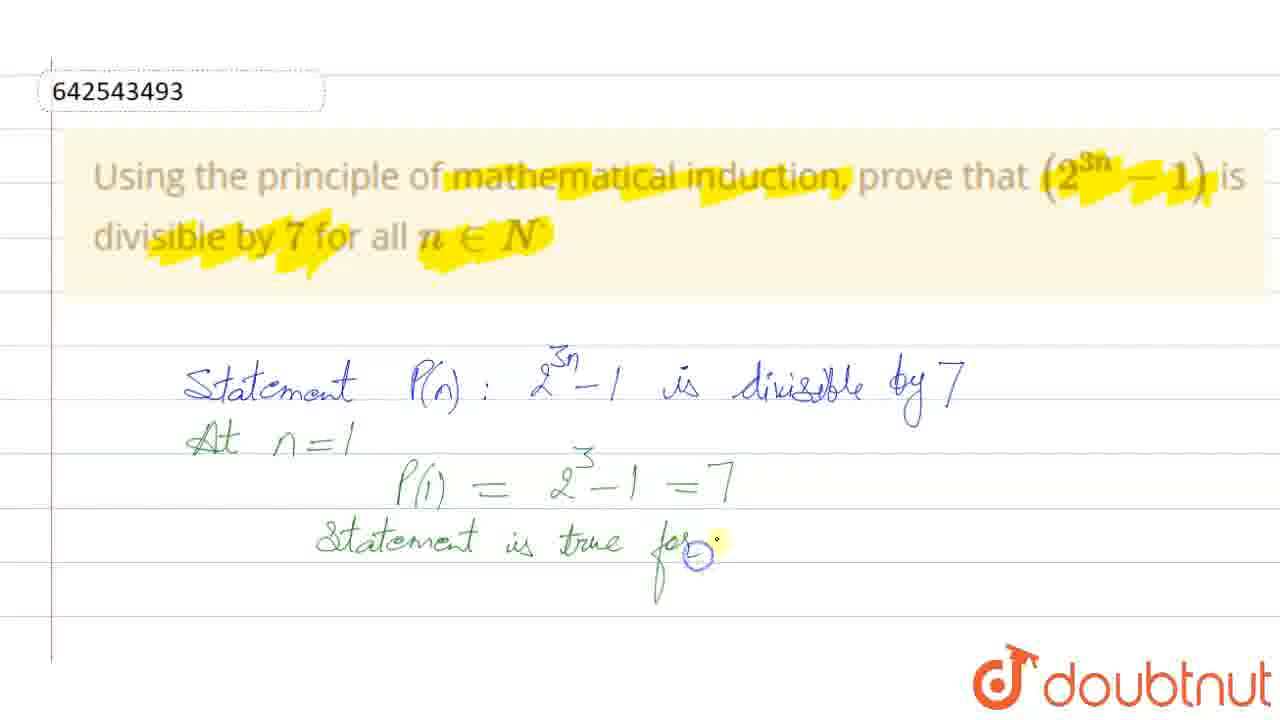 642543493
Using the principle of mathematical induction, prove that (2^{3n} − 1) is
divisible by 7 for all n ∈ N
Statement P(n) : 2^{3n} - 1 is divisible by 7
At n = 1
P(1) = 2^3 - 1 = 7
Statement is true for
doubtnut